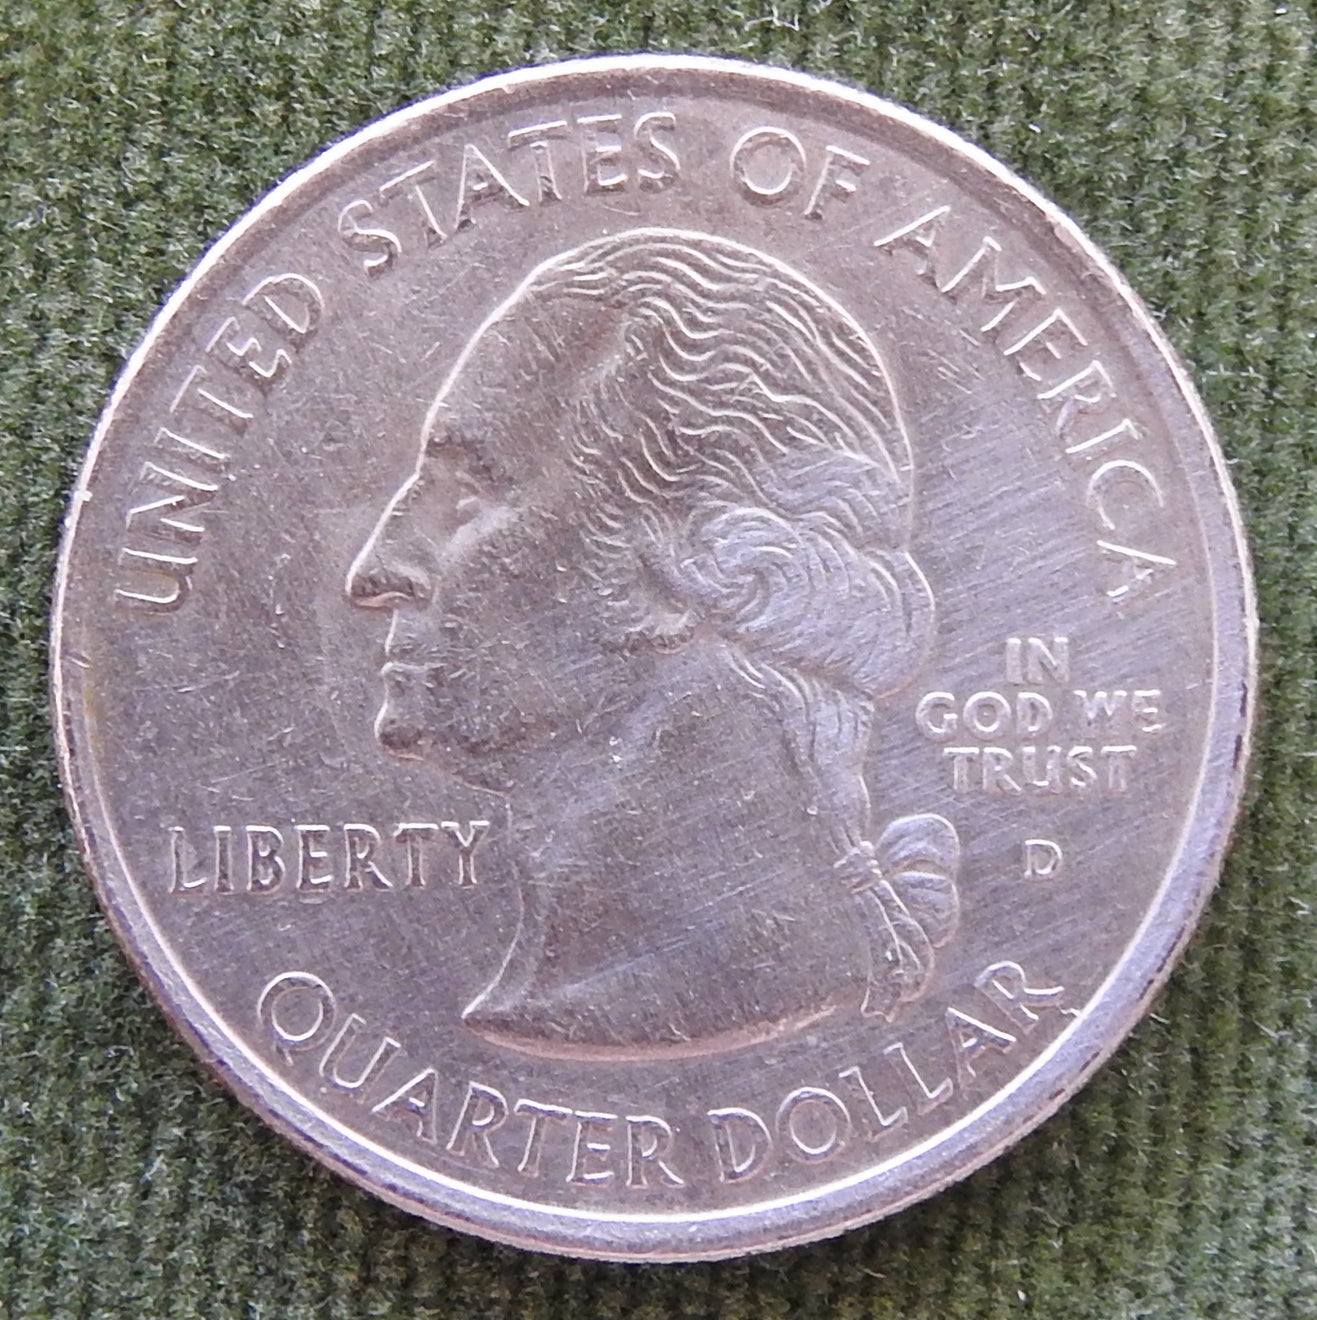 UNITED STATES OF AMERICA
IN
GOD WE
TRUST
LIBERTY
D
QUARTER DOLLAR